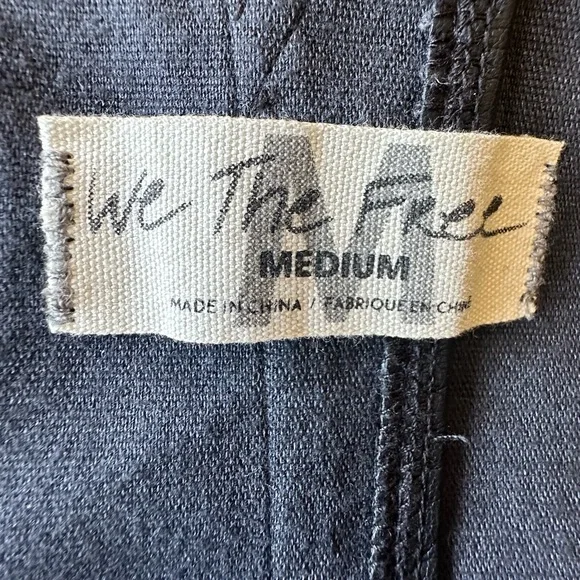 We The Free
MEDIUM
MADE IN CHINA / FABRIQUE EN CHINE